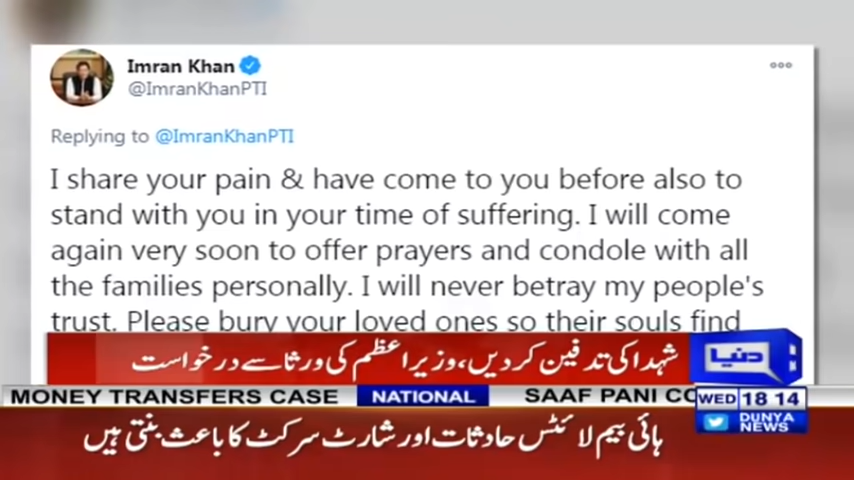 Imran Khan
@ImranKhanPTI
Replying to @ImranKhanPTI
I share your pain & have come to you before also to
stand with you in your time of suffering. I will come
again very soon to offer prayers and condole with all
the families personally. I will never betray my people's
trust. Please bury your loved ones so their souls find
شہدا کی تدفین کردیں، وزیراعظم کی ورثا سے درخواست
دنیا
MONEY TRANSFERS CASE NATIONAL SAAF PANI CO
WED 18 14
DUNYA
NEWS
ہائی بیم لائٹس حادثات اور شارٹ سرکٹ کا باعث بنتی ہیں